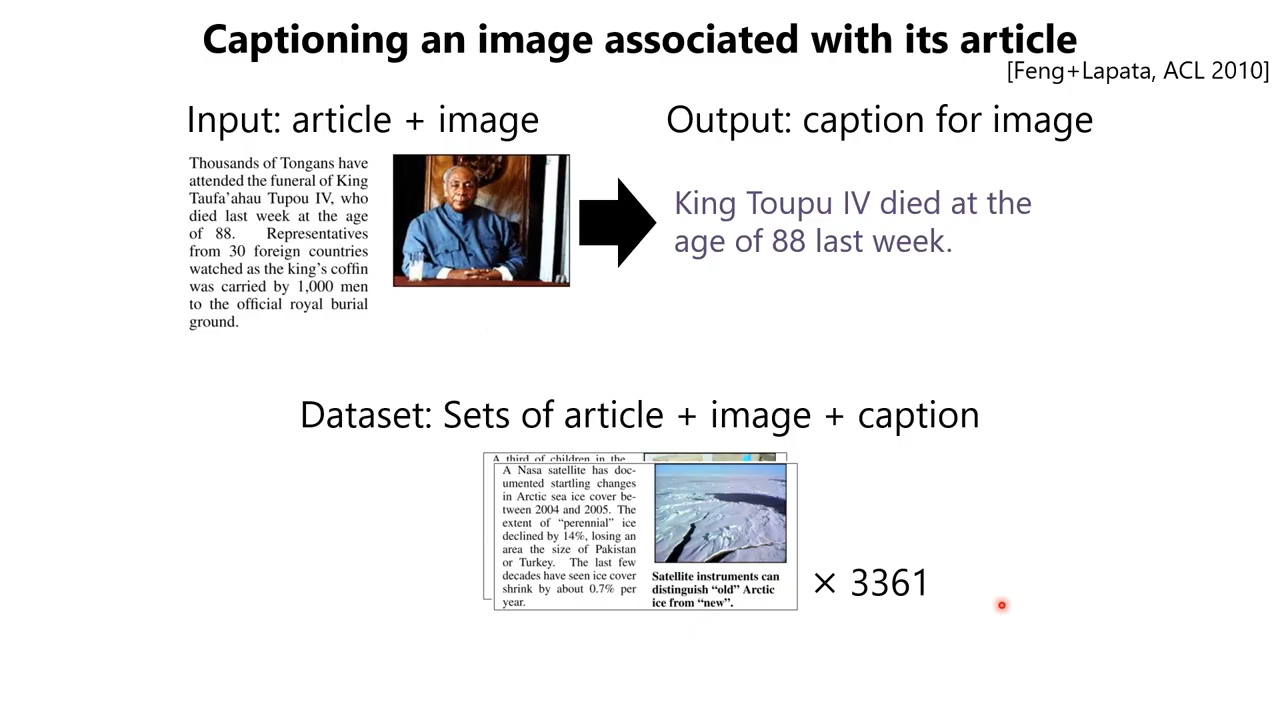 Captioning an image associated with its article
[Feng+Lapata, ACL 2010]
Input: article + image
Output: caption for image
Thousands of Tongans have
attended the funeral of King
Taufa'ahau Tupou IV, who
died last week at the age
of 88. Representatives
from 30 foreign countries
watched as the king's coffin
was carried by 1,000 men
to the official royal burial
ground.
King Toupu IV died at the
age of 88 last week.
Dataset: Sets of article + image + caption
A third of children in the
A Nasa satellite has doc-
umented startling changes
in Arctic sea ice cover be-
tween 2004 and 2005. The
extent of "perennial" ice
declined by 14%, losing an
area the size of Pakistan
or Turkey. The last few
decades have seen ice cover
shrink by about 0.7% per
year.
Satellite instruments can
distinguish "old" Arctic
ice from "new".
× 3361